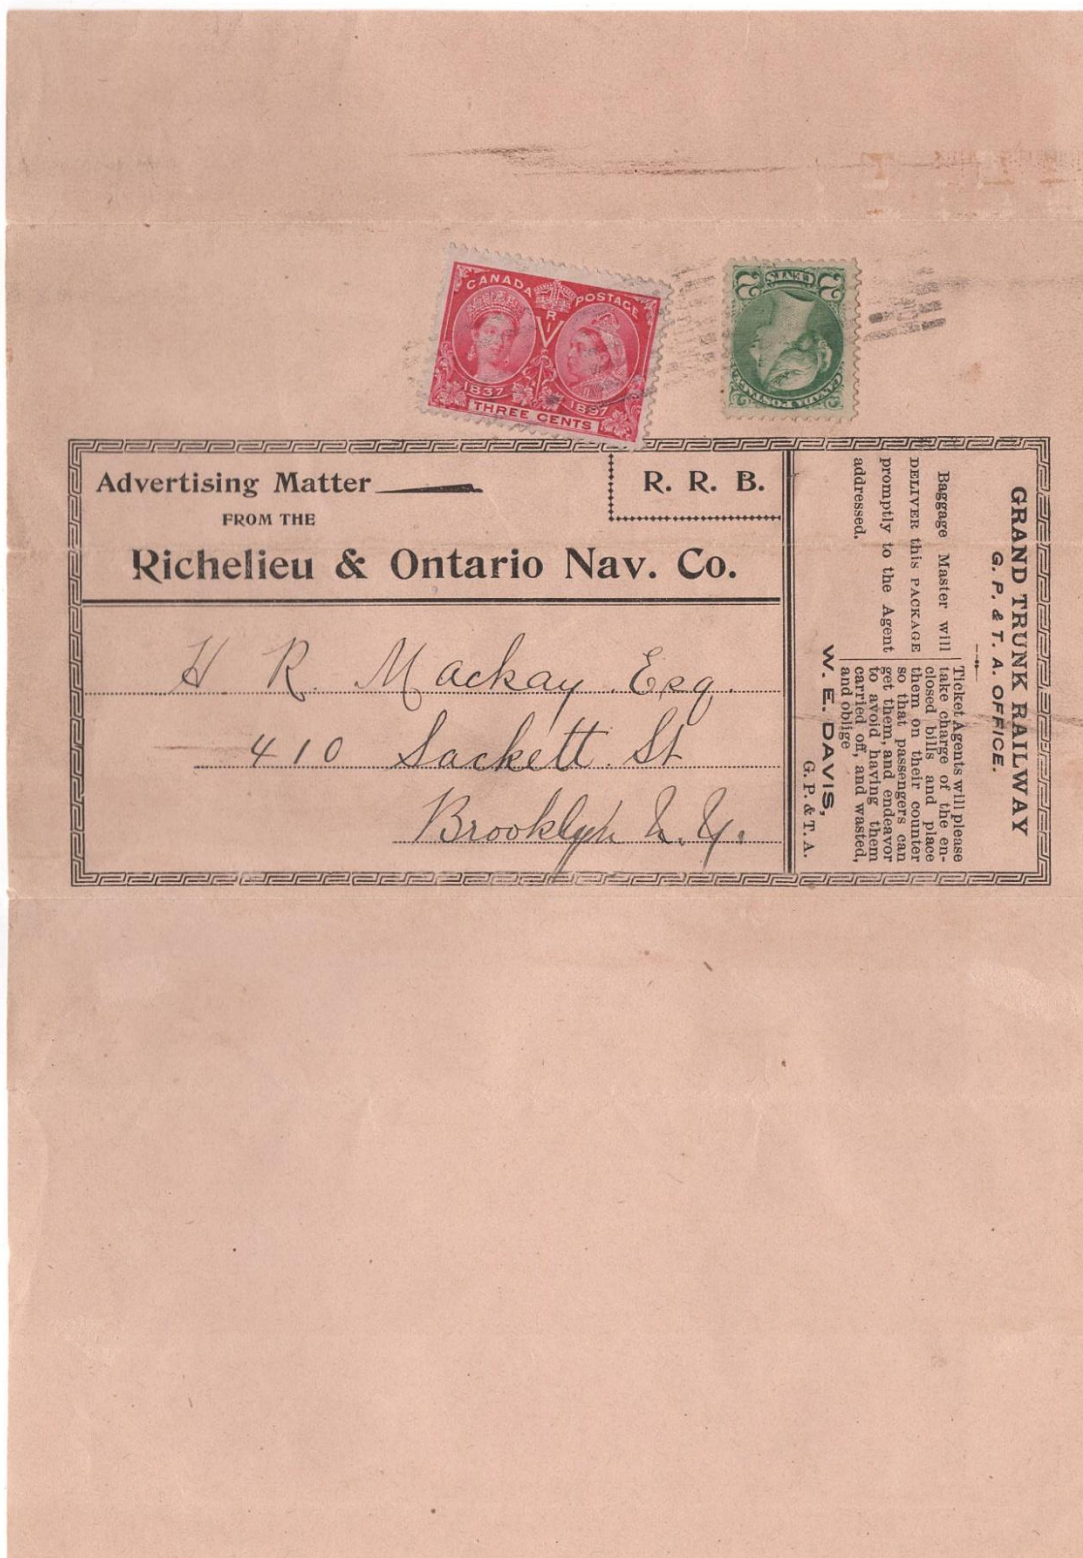 CANADA POSTAGE
V R I
1837 1897
THREE CENTS
2 CENTS 2
CANADA POSTAGE
Advertising Matter
R. R. B.
FROM THE
Richelieu & Ontario Nav. Co.
H. R. Mackay Esq.
410 Sackett St
Brooklyn N.Y.
GRAND TRUNK RAILWAY
G. P. & T. A. OFFICE.
Baggage Master will
DELIVER this PACKAGE
promptly to the Agent
addressed.
Ticket Agents will please
take charge of the en-
closed bills and place
them on their counter
so that passengers can
get them, and endeavor
to avoid having them
carried off, and wasted,
and oblige
W. E. DAVIS,
G. P. & T. A.